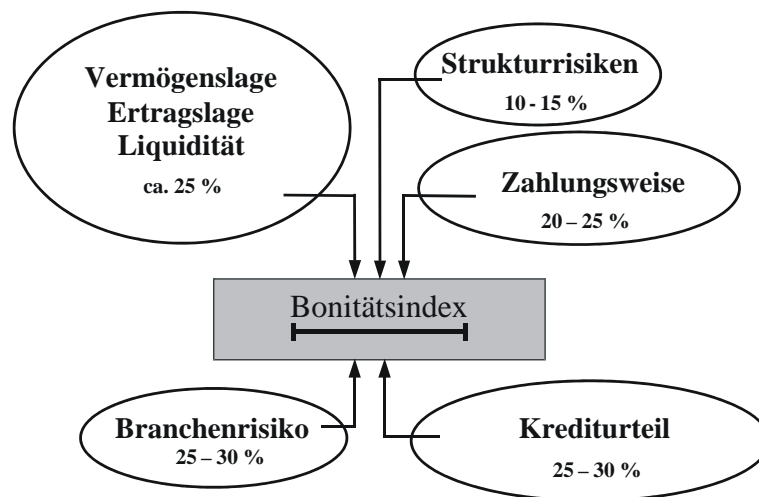 Vermögenslage
Ertragslage
Liquidität
ca. 25 %
Strukturrisiken
10 - 15 %
Zahlungsweise
20 – 25 %
Bonitätsindex
Branchenrisiko
25 – 30 %
Krediturteil
25 – 30 %